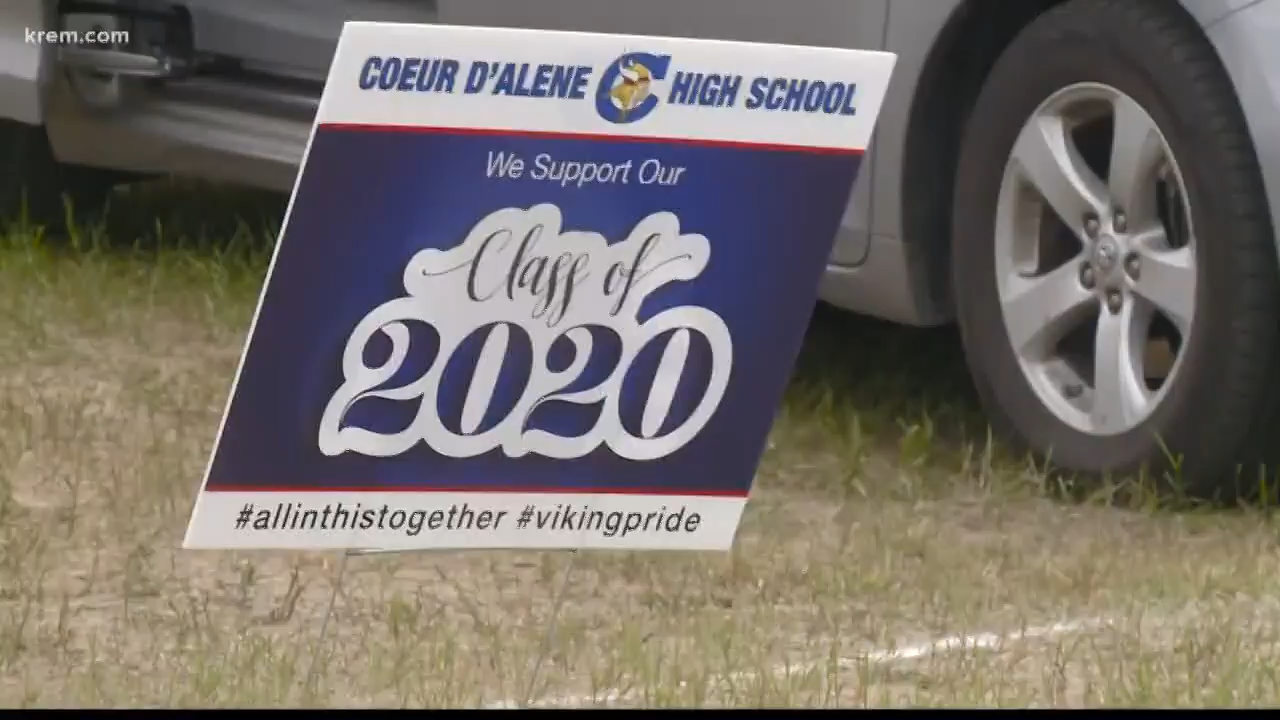 krem.com
COEUR D'ALENE C HIGH SCHOOL
We Support Our
Class of
2020
#allinthistogether #vikingpride